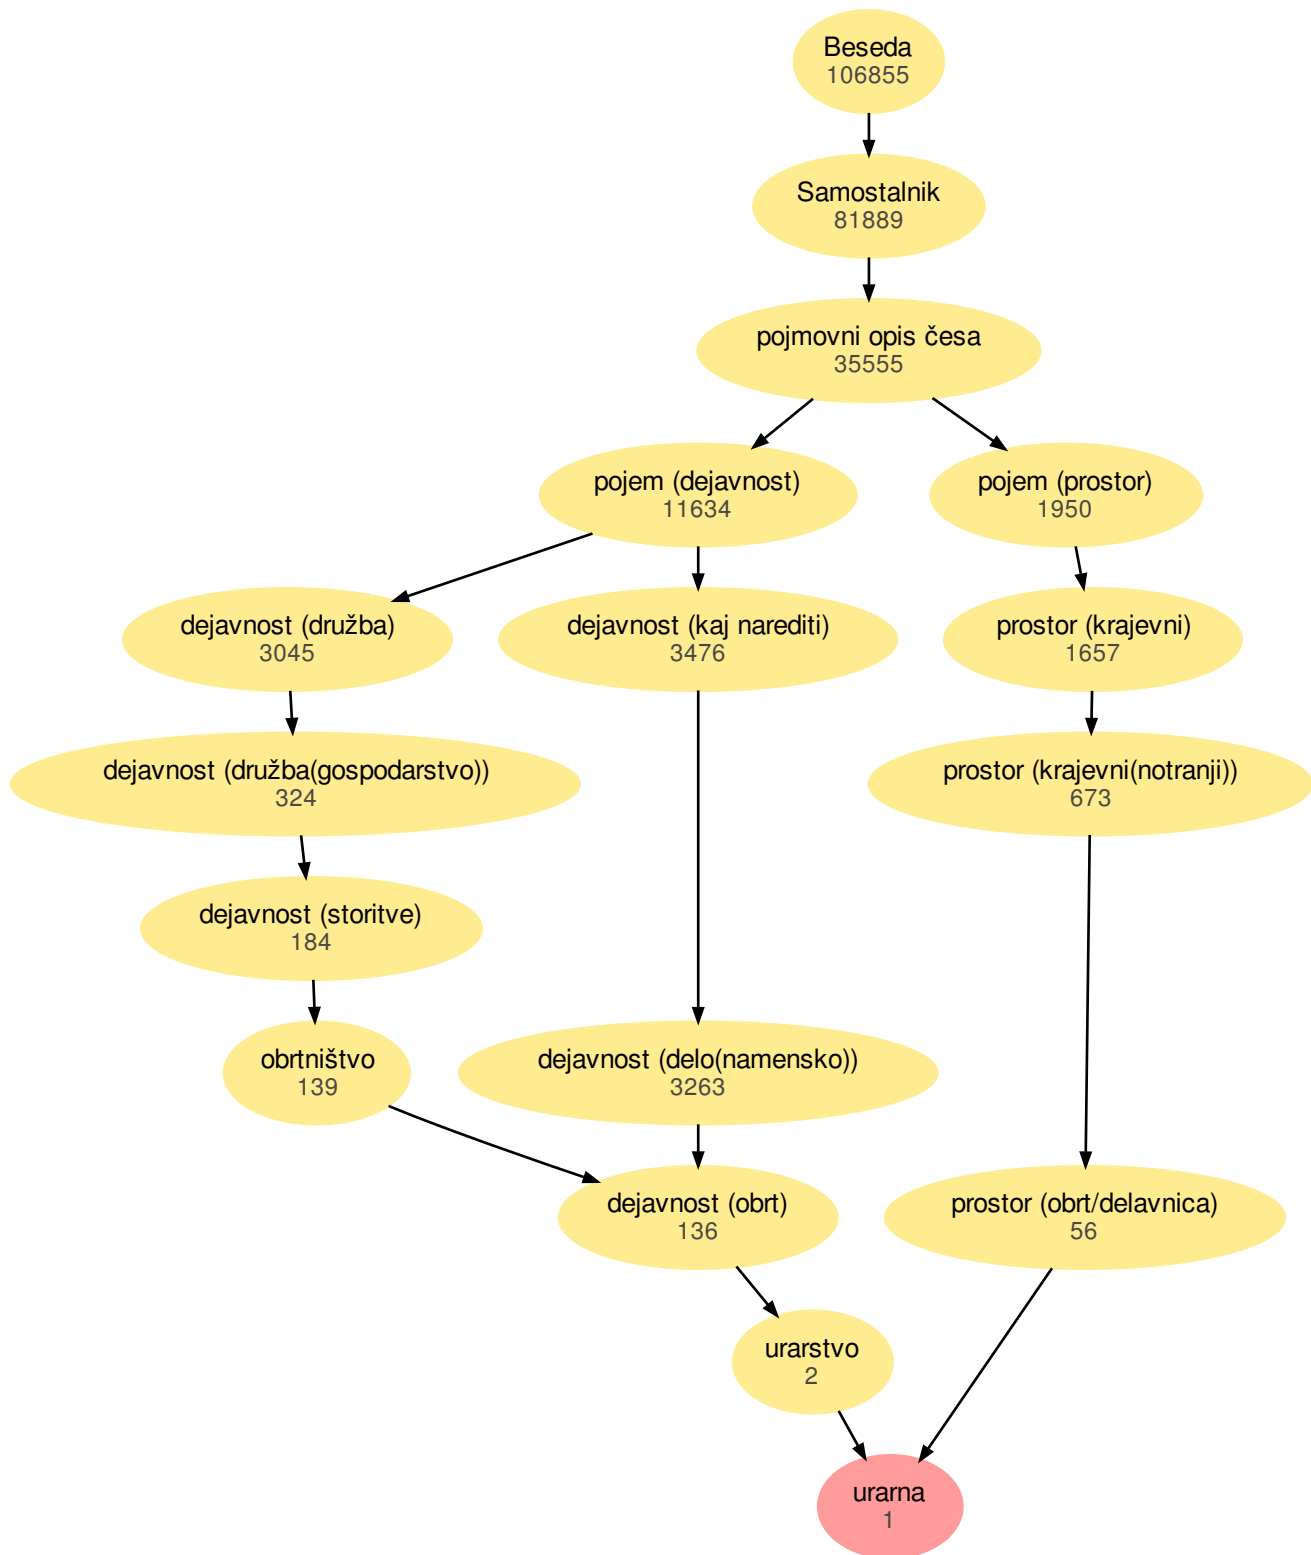 Beseda
106855
Samostalnik
81889
pojmovni opis česa
35555
pojem (dejavnost)
11634
pojem (prostor)
1950
dejavnost (družba)
3045
dejavnost (kaj narediti)
3476
prostor (krajevni)
1657
dejavnost (družba(gospodarstvo))
324
prostor (krajevni(notranji))
673
dejavnost (storitve)
184
obrtništvo
139
dejavnost (delo(namensko))
3263
dejavnost (obrt)
136
prostor (obrt/delavnica)
56
urarstvo
2
urarna
1